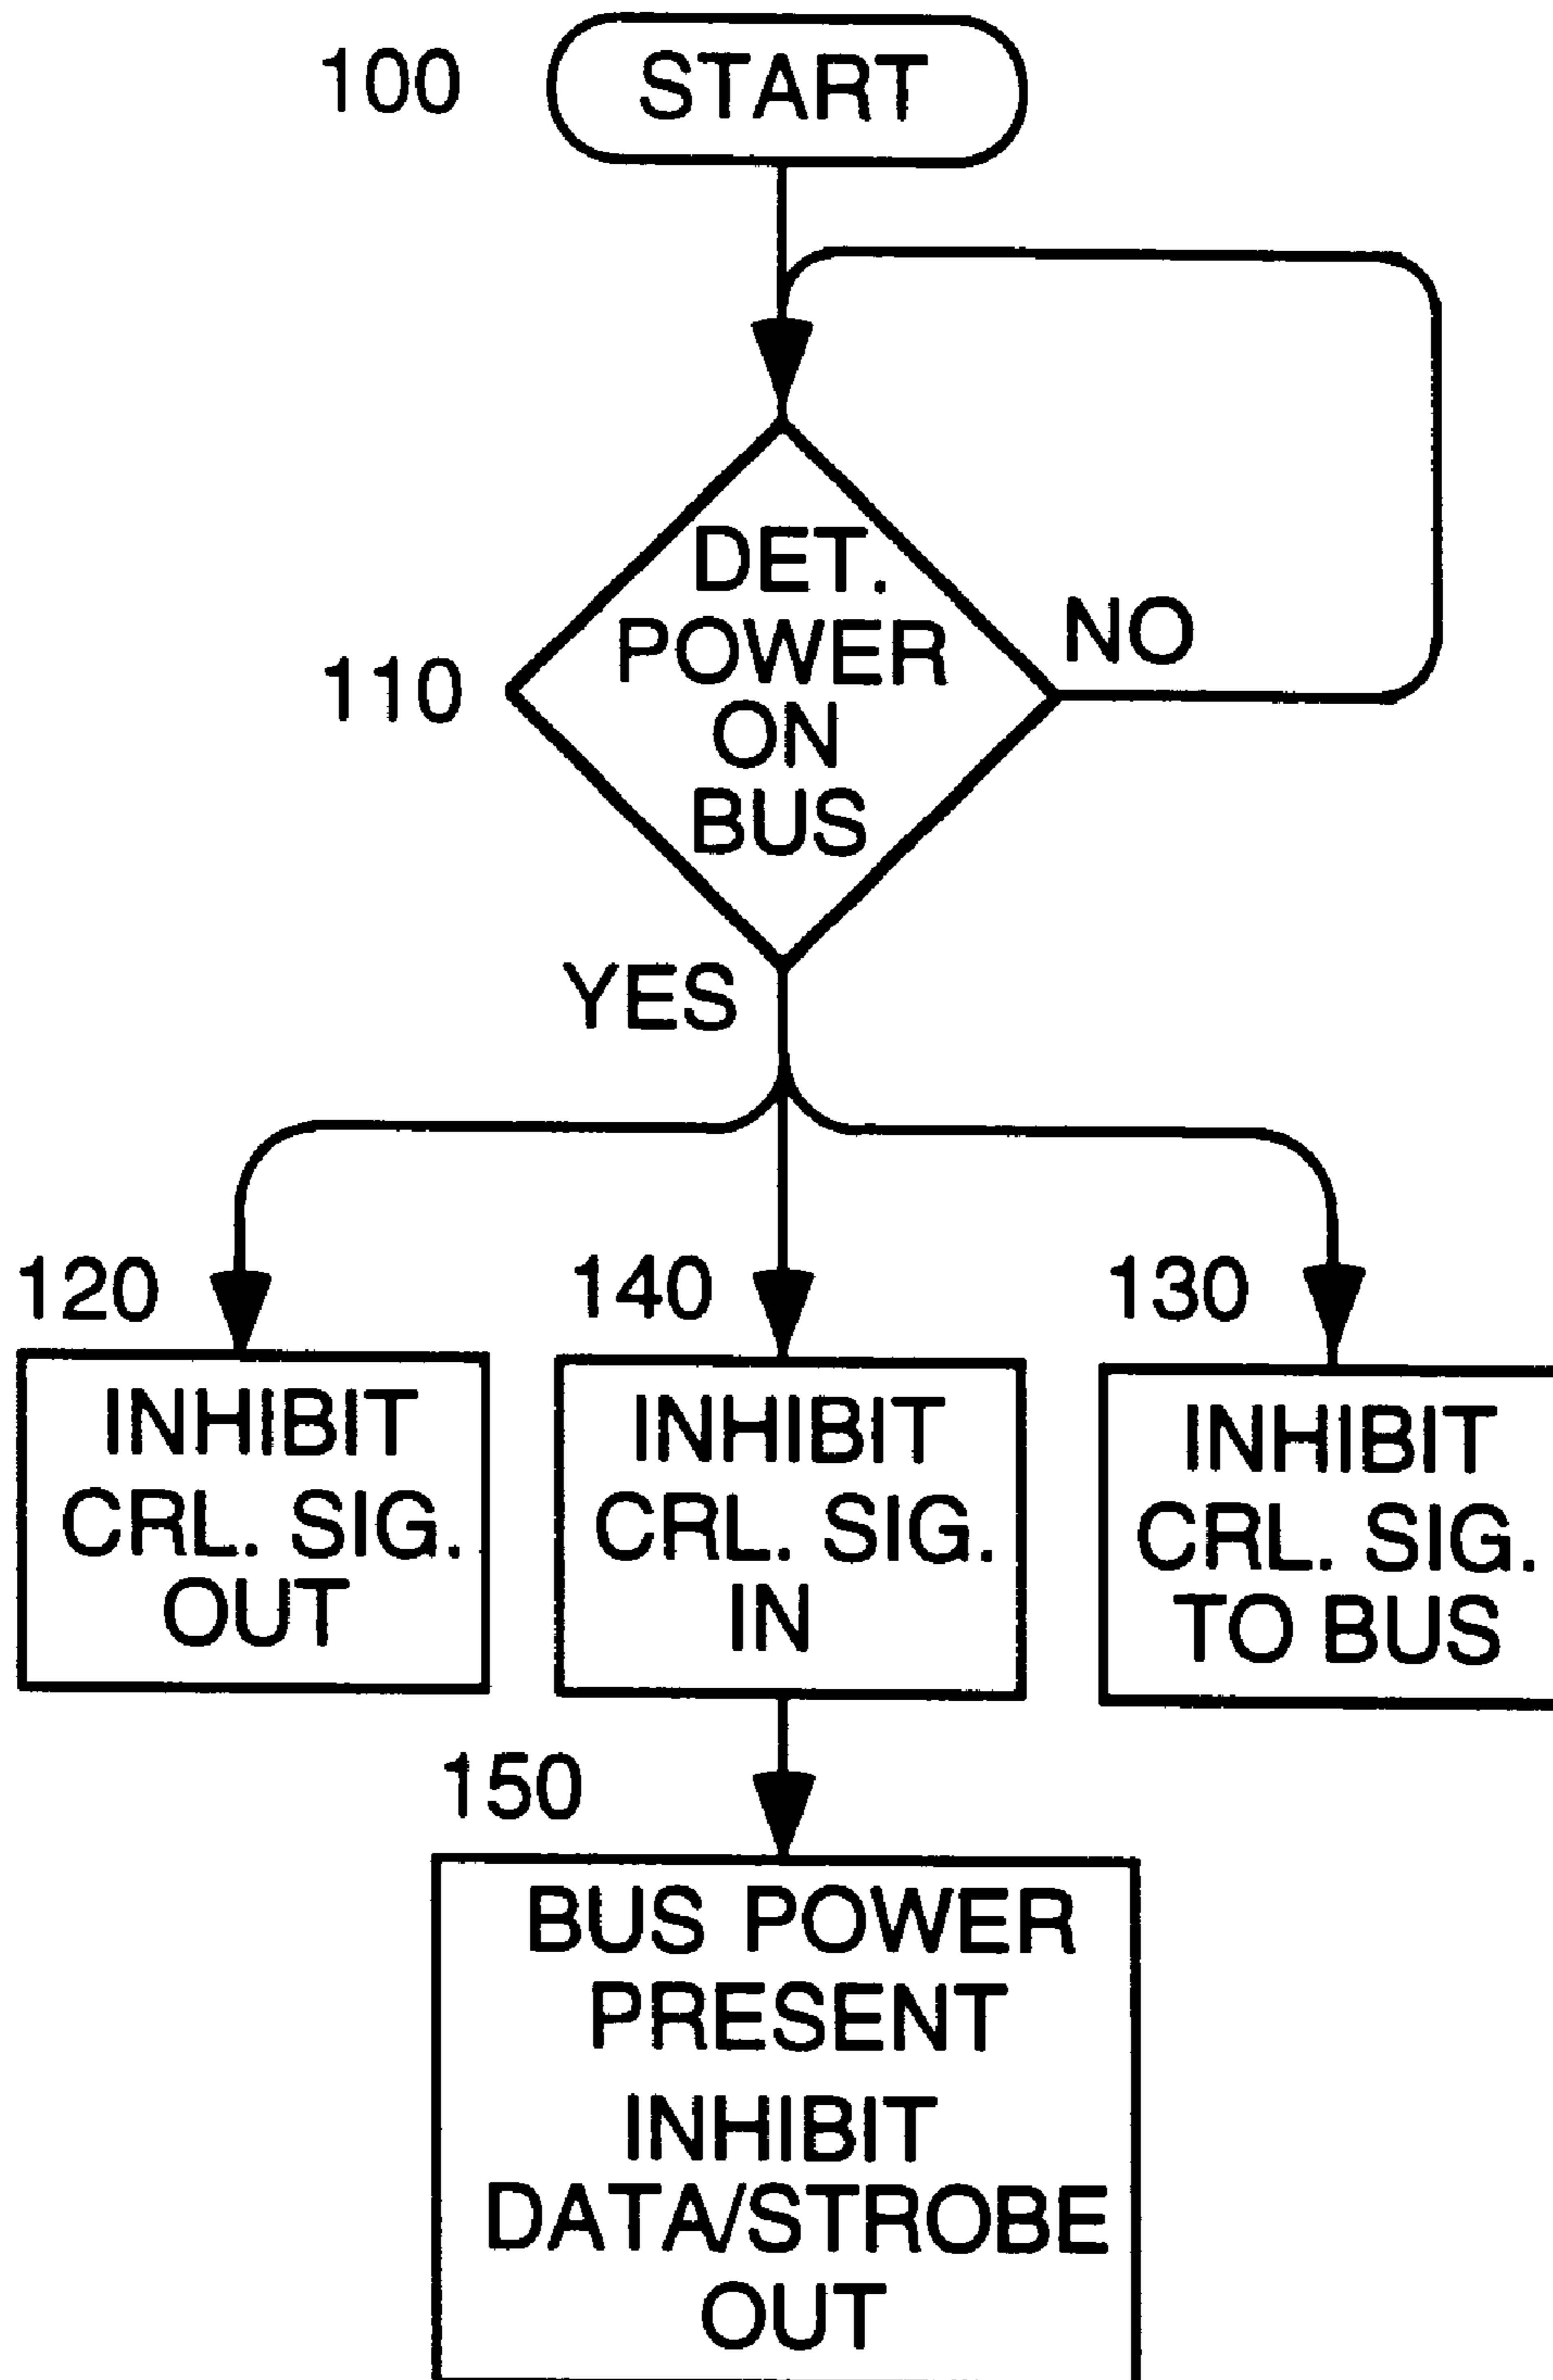 100
START
DET.
POWER
ON
BUS
110
NO
YES
120
140
130
INHIBIT
CRL. SIG.
OUT
INHIBIT
CRL. SIG.
IN
INHIBIT
CRL. SIG.
TO BUS
150
BUS POWER
PRESENT
INHIBIT
DATA/STROBE
OUT